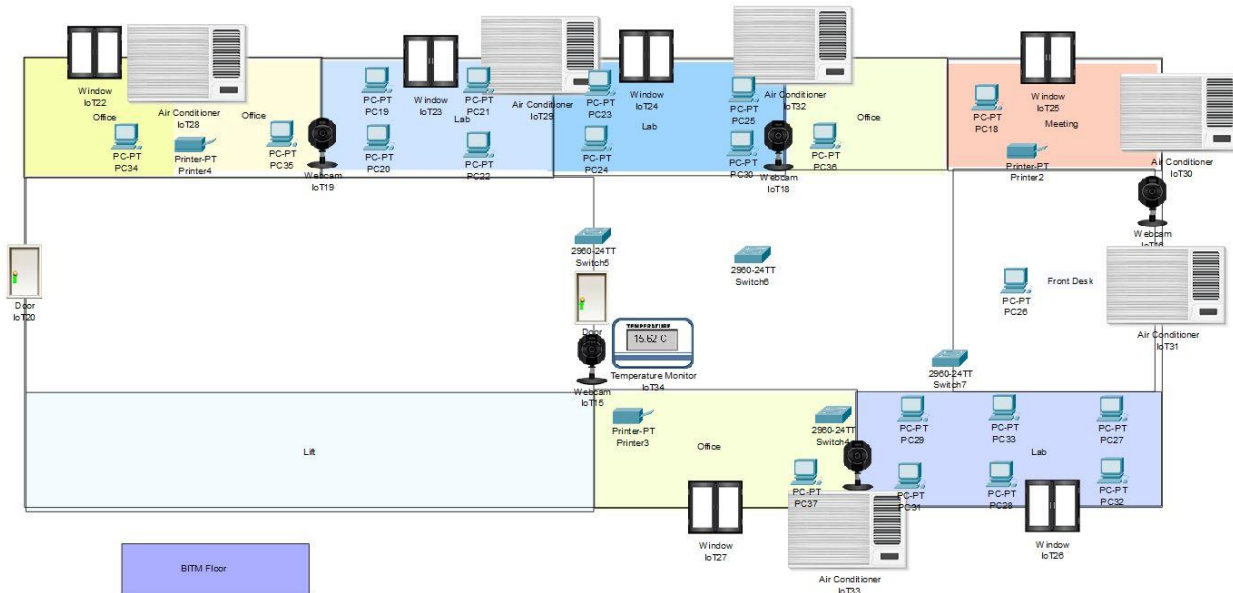 Window
IoT22
Air Conditioner
IoT28
Office
Office
PC-PT
PC34
Printer-PT
Printer4
PC-PT
PC35
Webcam
IoT19
PC-PT
PC19
Window
IoT23
PC-PT
PC21
Lab
PC-PT
PC20
PC-PT
PC22
Air Conditioner
IoT29
PC-PT
PC23
Window
IoT24
Lab
PC-PT
PC24
PC-PT
PC25
PC-PT
PC30
Air Conditioner
IoT32
Webcam
IoT18
PC-PT
PC36
Office
PC-PT
PC18
Window
IoT25
Meeting
Printer-PT
Printer2
Air Conditioner
IoT30
Webcam
Door
IoT20
2960-24TT
Switch5
2960-24TT
Switch6
PC-PT
PC26
Front Desk
Air Conditioner
IoT31
Door
TEMPERATURE
15.62 C
Webcam
IoT15
Temperature Monitor
IoT34
2960-24TT
Switch7
Lift
Printer-PT
Printer3
2960-24TT
Switch4
Office
PC-PT
PC37
Window
IoT27
Air Conditioner
IoT33
PC-PT
PC29
PC-PT
PC33
PC-PT
PC27
Lab
PC-PT
PC31
PC-PT
PC28
PC-PT
PC32
Window
IoT26
BITM Floor